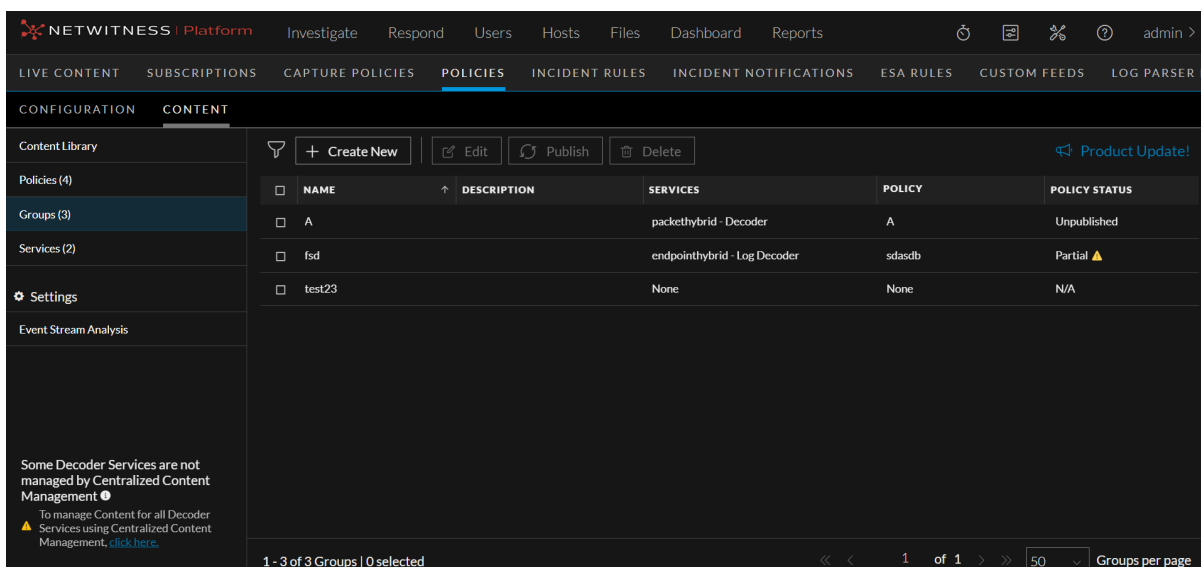 NETWITNESS | Platform Investigate Respond Users Hosts Files Dashboard Reports admin >
LIVE CONTENT SUBSCRIPTIONS CAPTURE POLICIES POLICIES INCIDENT RULES INCIDENT NOTIFICATIONS ESA RULES CUSTOM FEEDS LOG PARSER
CONFIGURATION CONTENT
Content Library
Policies (4)
Groups (3)
Services (2)
Settings
Event Stream Analysis
Some Decoder Services are not
managed by Centralized Content
Management
To manage Content for all Decoder
Services using Centralized Content
Management, click here.
+ Create New Edit Publish Delete Product Update!
NAME ↑ DESCRIPTION SERVICES POLICY POLICY STATUS
A packethybrid - Decoder A Unpublished
fsd endpointhybrid - Log Decoder sdasdb Partial
test23 None None N/A
1 - 3 of 3 Groups | 0 selected << < 1 of 1 > >> 50 Groups per page